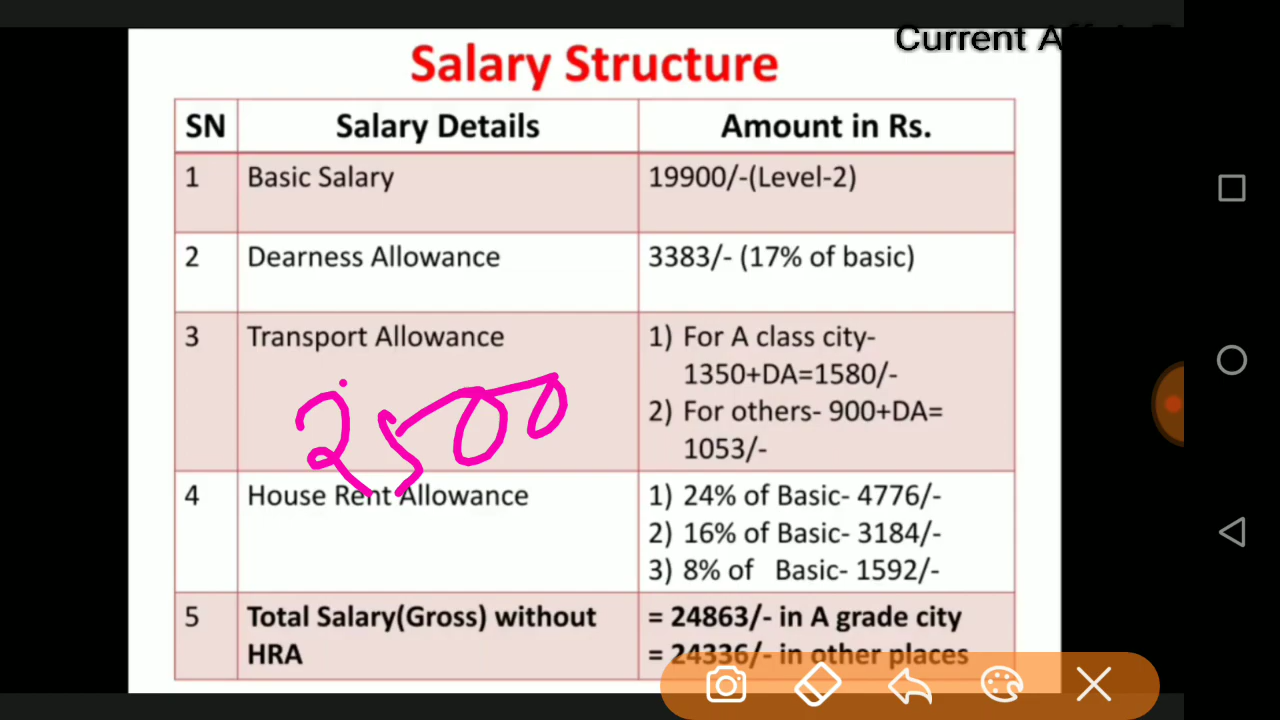 Current Af
Salary Structure
SN Salary Details Amount in Rs.
1 Basic Salary 19900/-(Level-2)
2 Dearness Allowance 3383/- (17% of basic)
3 Transport Allowance 1) For A class city-
1350+DA=1580/-
2) For others- 900+DA=
1053/-
2500
4 House Rent Allowance 1) 24% of Basic- 4776/-
2) 16% of Basic- 3184/-
3) 8% of Basic- 1592/-
5 Total Salary(Gross) without = 24863/- in A grade city
HRA = 24336/- in other places